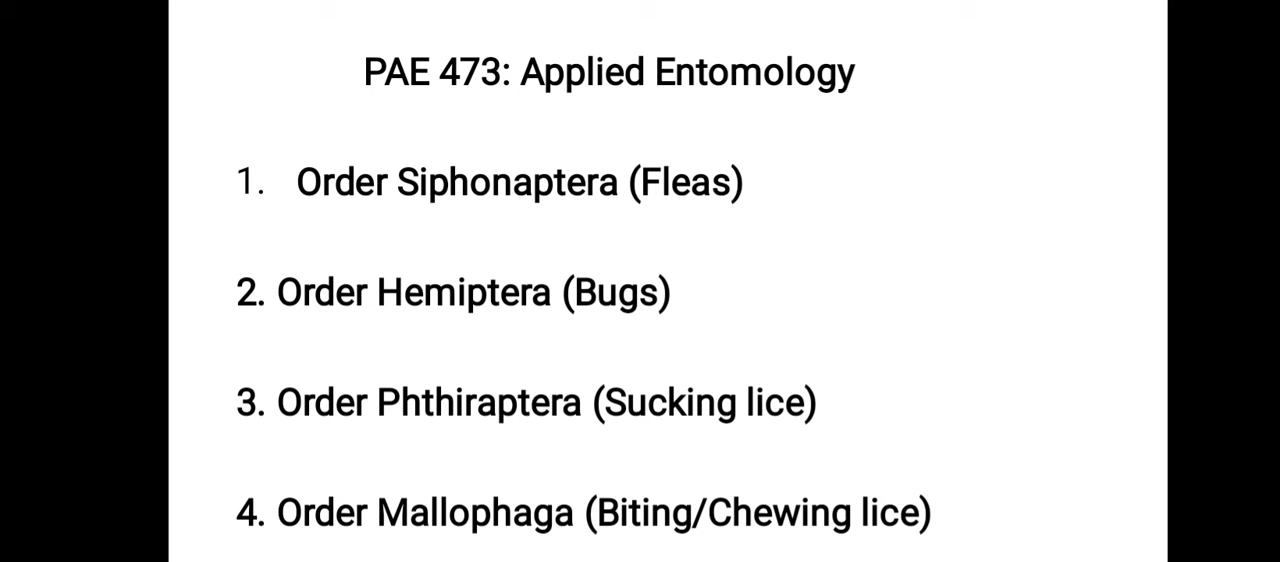 PAE 473: Applied Entomology
1. Order Siphonaptera (Fleas)
2. Order Hemiptera (Bugs)
3. Order Phthiraptera (Sucking lice)
4. Order Mallophaga (Biting/Chewing lice)